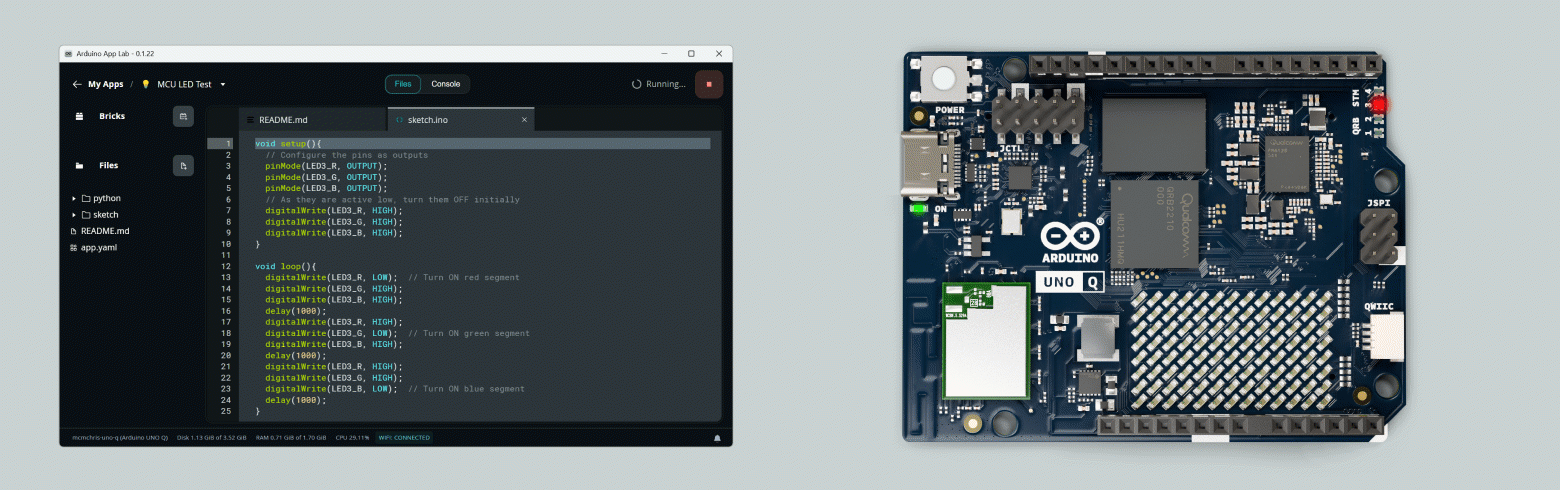 Arduino App Lab - 0.1.22
My Apps / MCU LED Test
Files
Console
Running...
Bricks
Files
python
sketch
README.md
app.yaml
README.md
sketch.ino
1 void setup(){
2 // Configure the pins as outputs
3 pinMode(LED3_R, OUTPUT);
4 pinMode(LED3_G, OUTPUT);
5 pinMode(LED3_B, OUTPUT);
6 // As they are active low, turn them OFF initially
7 digitalWrite(LED3_R, HIGH);
8 digitalWrite(LED3_G, HIGH);
9 digitalWrite(LED3_B, HIGH);
10 }
11
12 void loop(){
13 digitalWrite(LED3_R, LOW); // Turn ON red segment
14 digitalWrite(LED3_G, HIGH);
15 digitalWrite(LED3_B, HIGH);
16 delay(1000);
17 digitalWrite(LED3_R, HIGH);
18 digitalWrite(LED3_G, LOW); // Turn ON green segment
19 digitalWrite(LED3_B, HIGH);
20 delay(1000);
21 digitalWrite(LED3_R, HIGH);
22 digitalWrite(LED3_G, HIGH);
23 digitalWrite(LED3_B, LOW); // Turn ON blue segment
24 delay(1000);
25 }
mcmchris-uno-q (Arduino UNO Q) Disk 1.13 GiB of 3.52 GiB RAM 0.71 GiB of 1.70 GiB CPU 29.11% WIFI: CONNECTED
POWER
JCTL
ON
STM
QRB
1 2 3 4
Qualcomm
QRB2210
000
HU211HMQ
Qualcomm
ARDUINO
UNO Q
JSPI
QWIIC